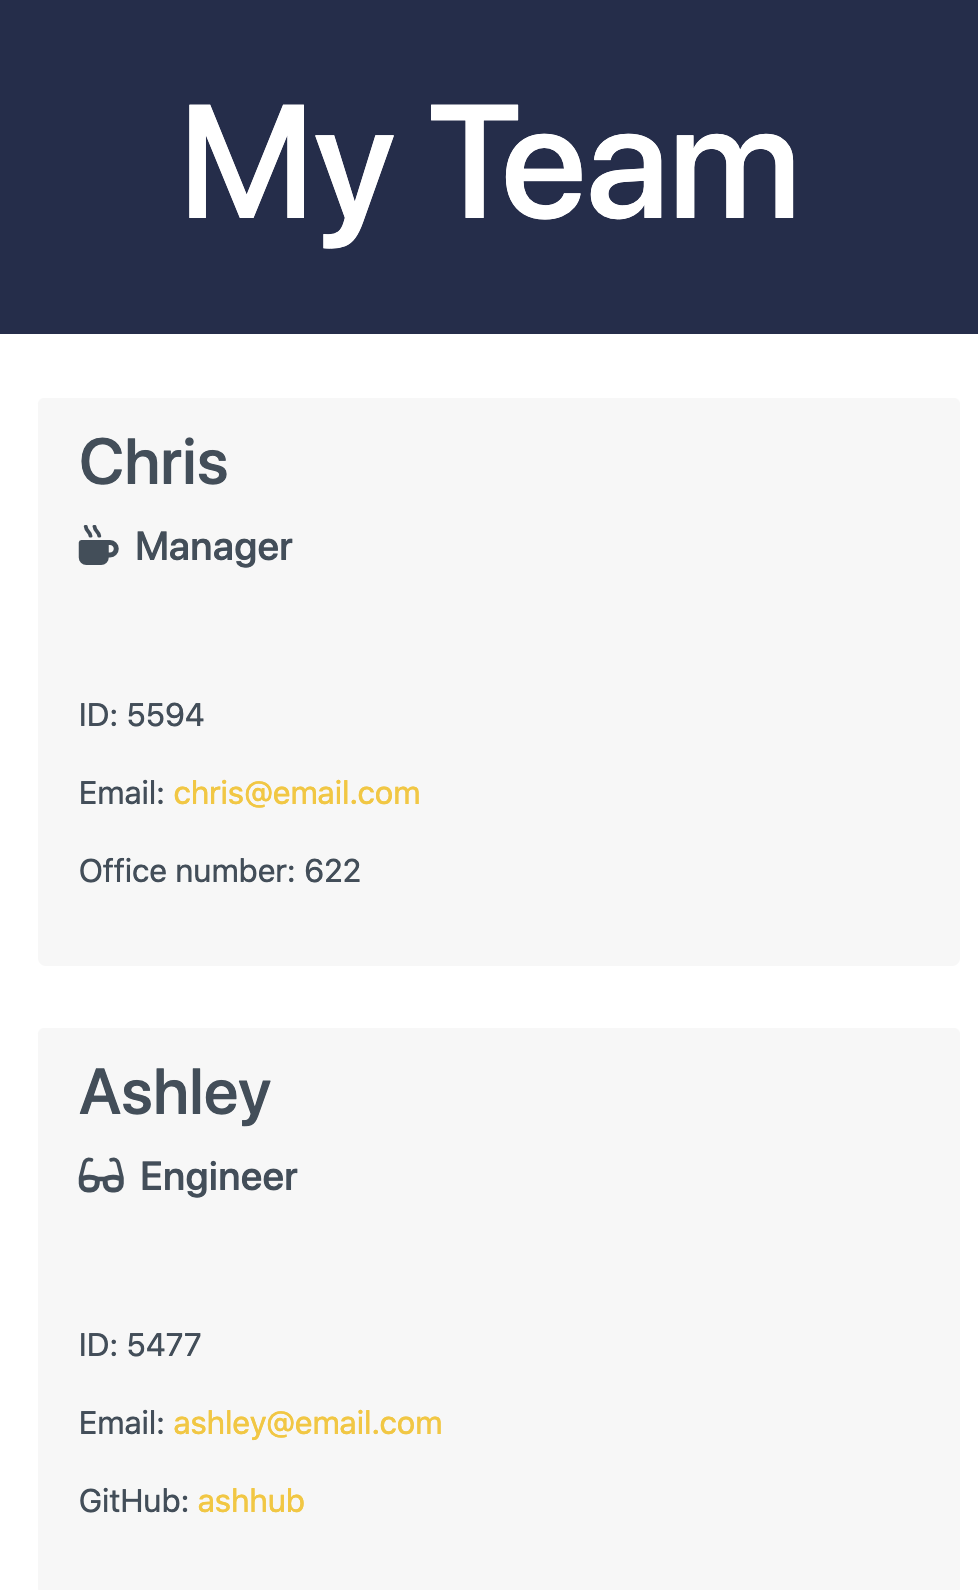 My Team
Chris
Manager
ID: 5594
Email: chris@email.com
Office number: 622
Ashley
Engineer
ID: 5477
Email: ashley@email.com
GitHub: ashhub